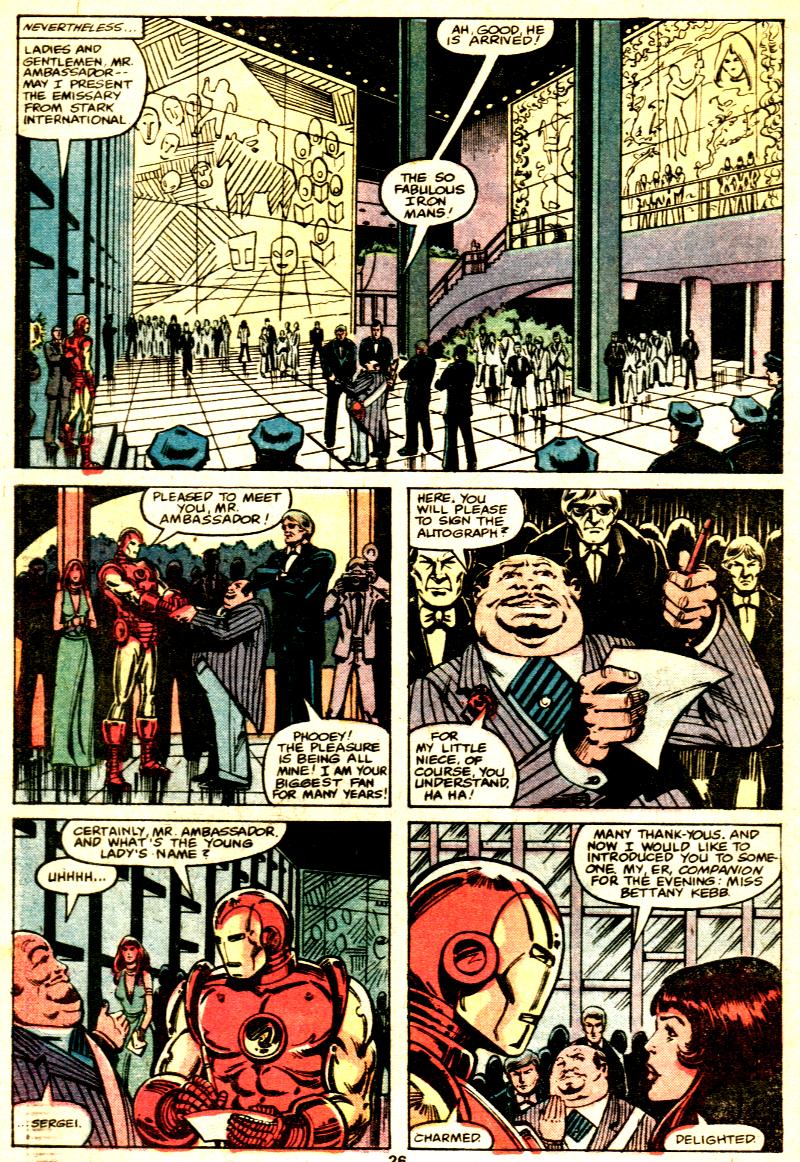 NEVERTHELESS...
LADIES AND
GENTLEMEN, MR.
AMBASSADOR--
MAY I PRESENT
THE EMISSARY
FROM STARK
INTERNATIONAL.
AH, GOOD, HE
IS ARRIVED!
THE SO
FABULOUS
IRON
MANS!
PLEASED TO MEET
YOU, MR.
AMBASSADOR!
PHOOEY!
THE PLEASURE
IS BEING ALL
MINE! I AM YOUR
BIGGEST FAN
FOR MANY YEARS!
HERE, YOU
WILL PLEASE
TO SIGN THE
AUTOGRAPH?
FOR
MY LITTLE
NIECE, OF
COURSE, YOU
UNDERSTAND,
HA HA!
CERTAINLY, MR. AMBASSADOR,
AND WHAT'S THE YOUNG
LADY'S NAME?
UHHHH...
...SERGEI.
MANY THANK-YOUS. AND
NOW I WOULD LIKE TO
INTRODUCED YOU TO SOME-
ONE. MY, ER, COMPANION
FOR THE EVENING: MISS
BETTANY KEBB.
CHARMED.
DELIGHTED.
26